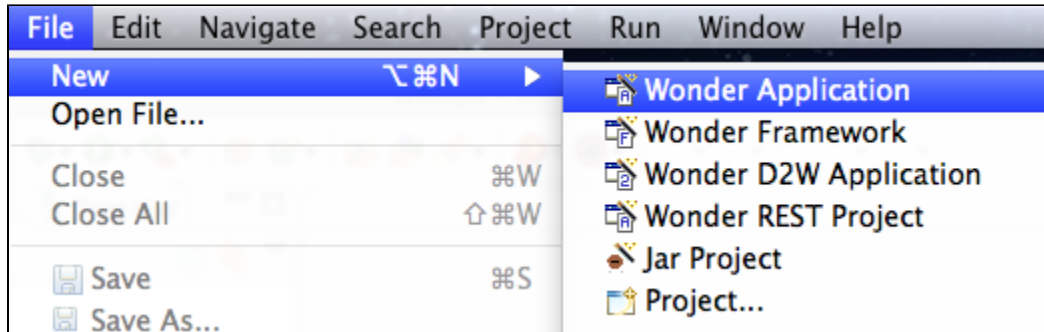 File Edit Navigate Search Project Run Window Help
New ⌥⌘N ▶
Open File...
Close ⌘W
Close All ⇧⌘W
Save ⌘S
Save As...
Wonder Application
Wonder Framework
Wonder D2W Application
Wonder REST Project
Jar Project
Project...